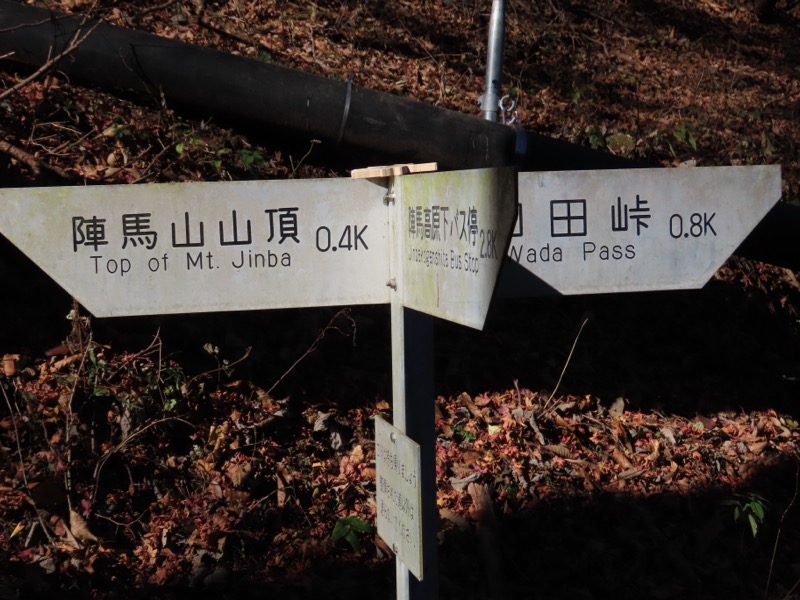 陣馬山山頂 0.4K
Top of Mt. Jinba
陣馬高原下バス停 2.8K
Bus Stop
田峠 0.8K
Wada Pass